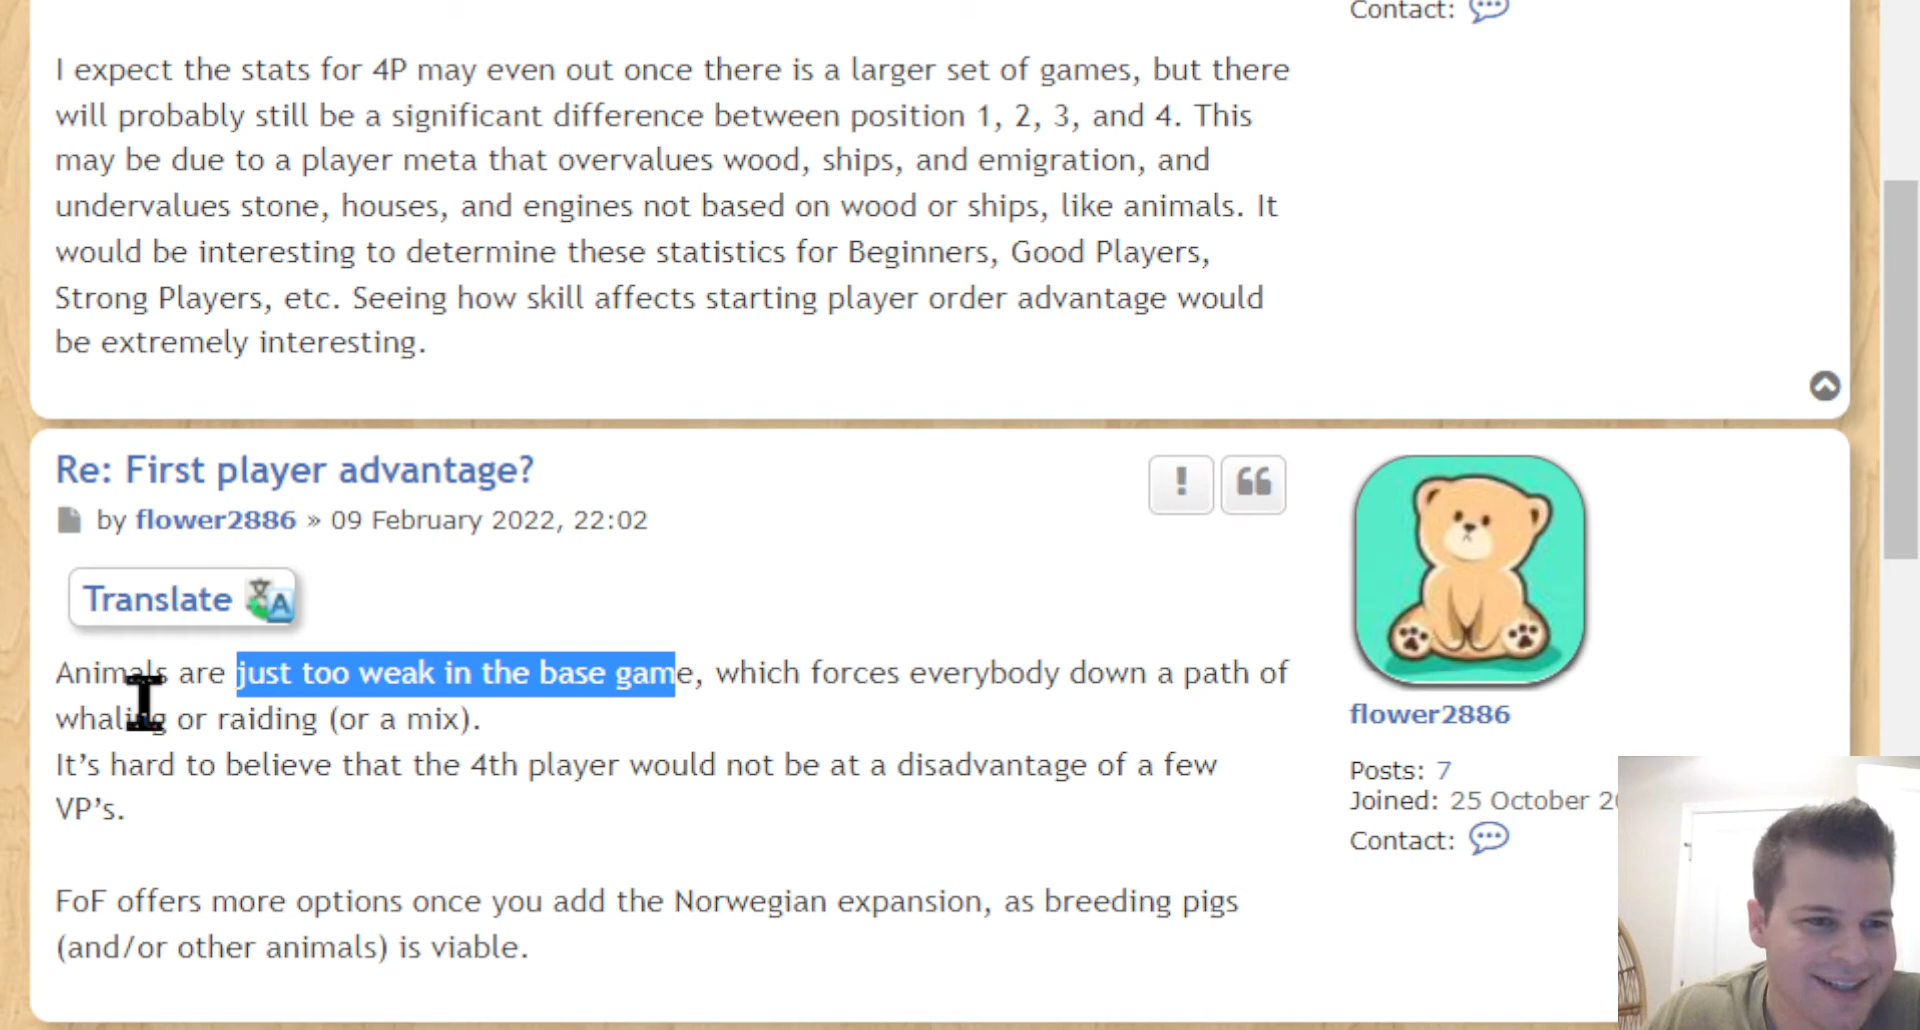 Contact:
I expect the stats for 4P may even out once there is a larger set of games, but there
will probably still be a significant difference between position 1, 2, 3, and 4. This
may be due to a player meta that overvalues wood, ships, and emigration, and
undervalues stone, houses, and engines not based on wood or ships, like animals. It
would be interesting to determine these statistics for Beginners, Good Players,
Strong Players, etc. Seeing how skill affects starting player order advantage would
be extremely interesting.
Re: First player advantage?
by flower2886 » 09 February 2022, 22:02
Translate
Animals are just too weak in the base game, which forces everybody down a path of
whaling or raiding (or a mix).
It's hard to believe that the 4th player would not be at a disadvantage of a few
VP's.
FoF offers more options once you add the Norwegian expansion, as breeding pigs
(and/or other animals) is viable.
flower2886
Posts: 7
Joined: 25 October
Contact: